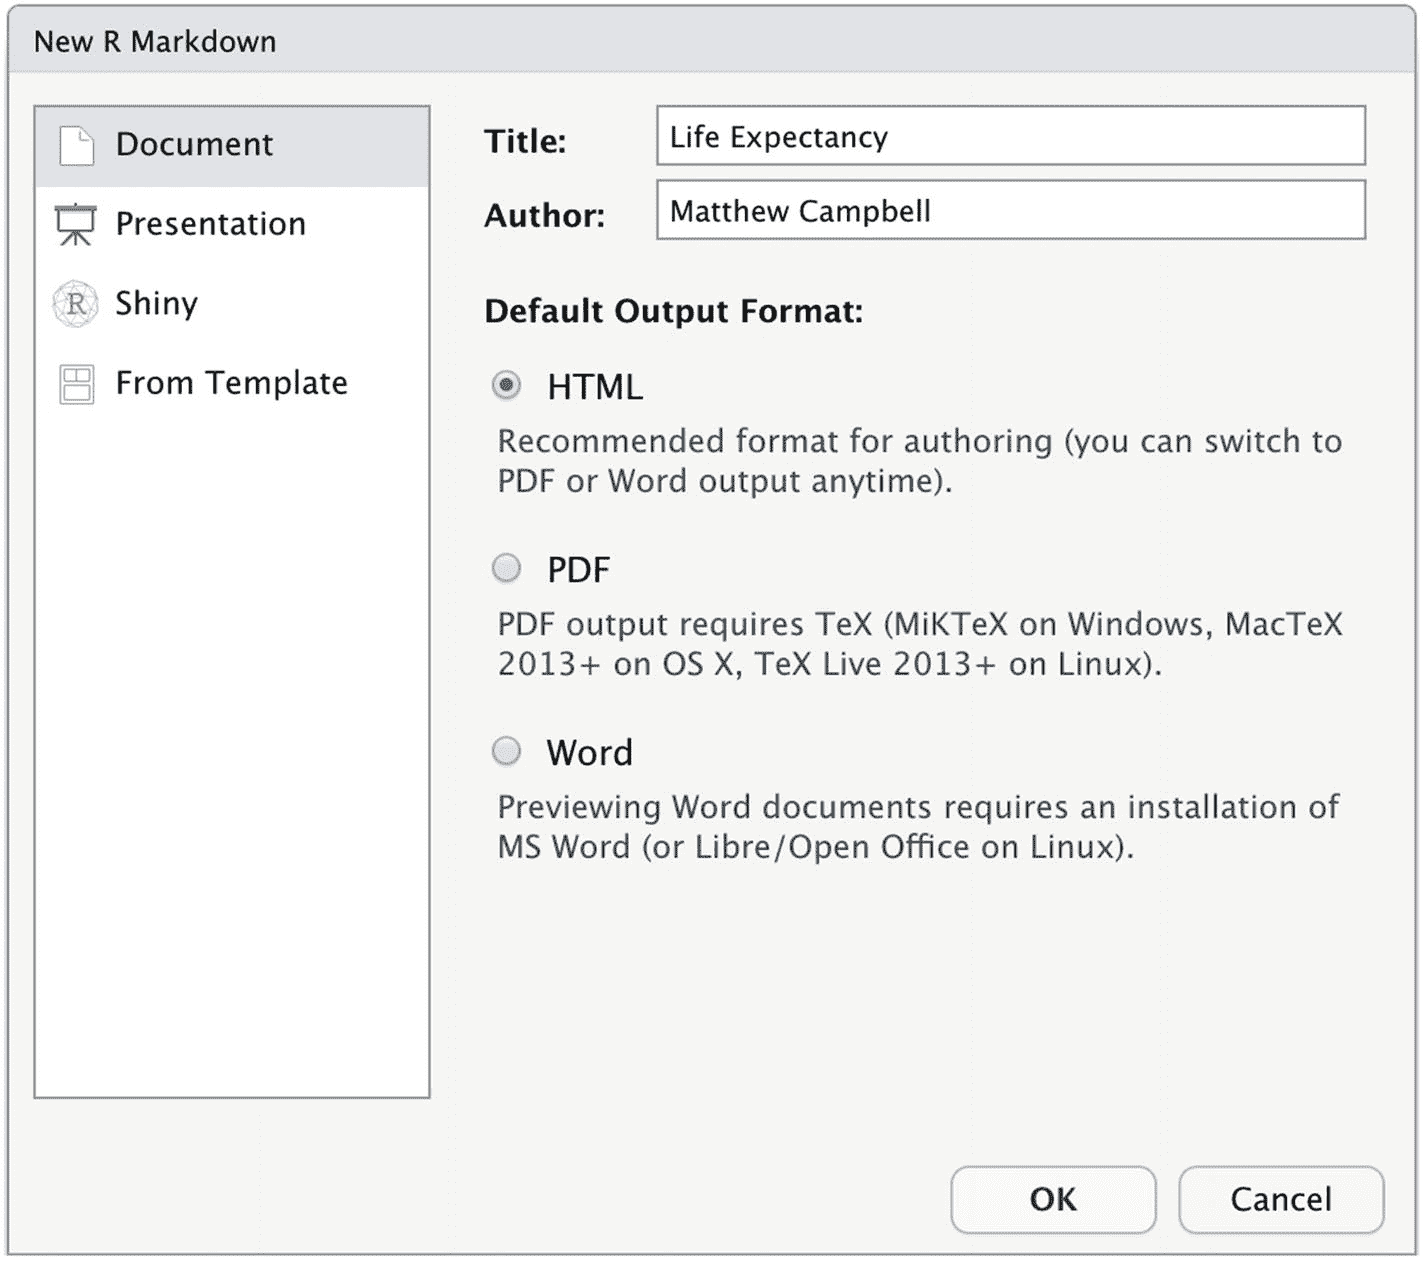 New R Markdown
Document
Presentation
R
Shiny
From Template
Title:
Life Expectancy
Author:
Matthew Campbell
Default Output Format:
HTML
Recommended format for authoring (you can switch to
PDF or Word output anytime).
PDF
PDF output requires TeX (MiKTeX on Windows, MacTeX
2013+ on OS X, TeX Live 2013+ on Linux).
Word
Previewing Word documents requires an installation of
MS Word (or Libre/Open Office on Linux).
OK
Cancel